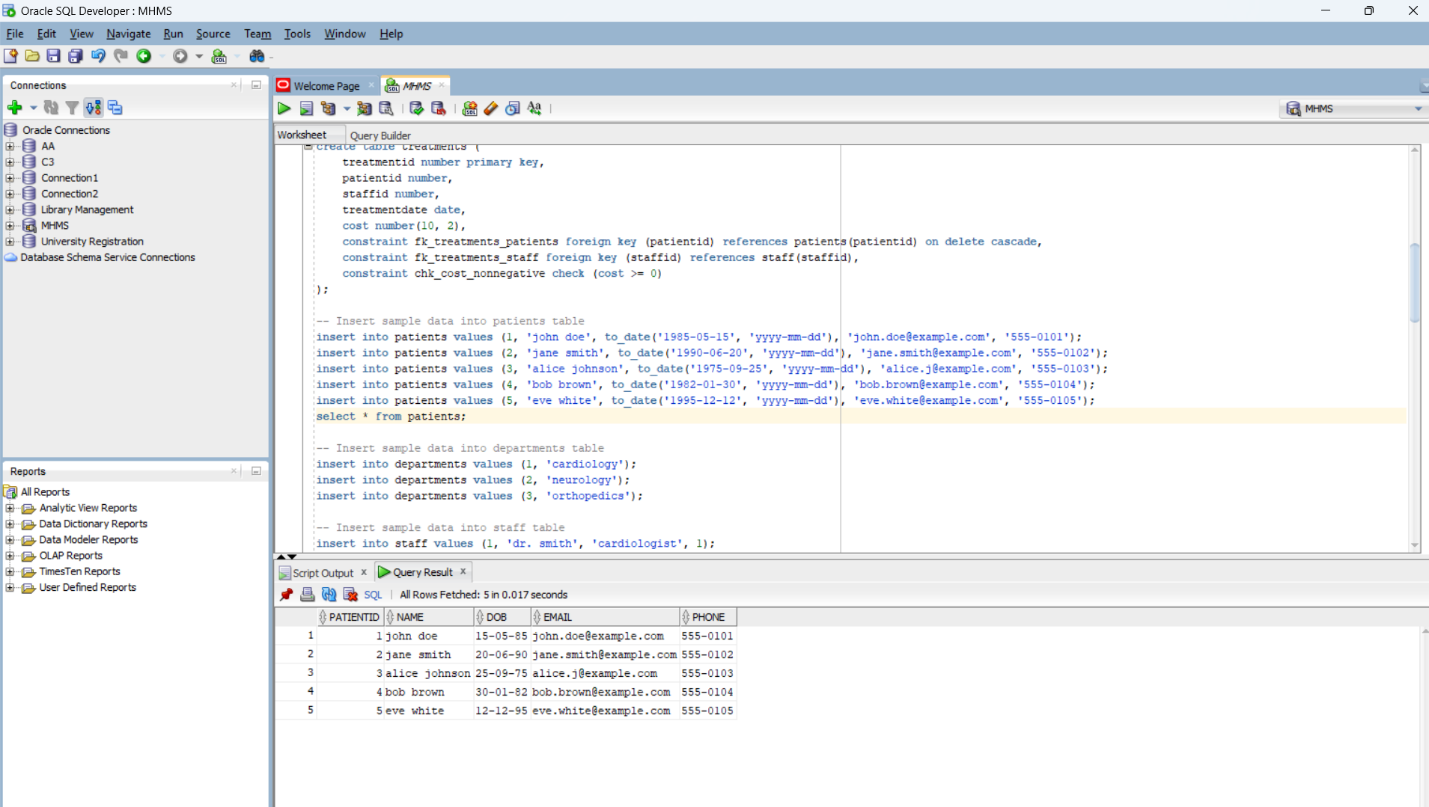 Oracle SQL Developer : MHMS
File Edit View Navigate Run Source Team Tools Window Help
Connections
Oracle Connections
AA
C3
Connection1
Connection2
Library Management
MHMS
University Registration
Database Schema Service Connections
Reports
All Reports
Analytic View Reports
Data Dictionary Reports
Data Modeler Reports
OLAP Reports
TimesTen Reports
User Defined Reports
Welcome Page MHMS
MHMS
Worksheet Query Builder
create table treatments (
treatmentid number primary key,
patientid number,
staffid number,
treatmentdate date,
cost number(10, 2),
constraint fk_treatments_patients foreign key (patientid) references patients(patientid) on delete cascade,
constraint fk_treatments_staff foreign key (staffid) references staff(staffid),
constraint chk_cost_nonnegative check (cost >= 0)
);
-- Insert sample data into patients table
insert into patients values (1, 'john doe', to_date('1985-05-15', 'yyyy-mm-dd'), 'john.doe@example.com', '555-0101');
insert into patients values (2, 'jane smith', to_date('1990-06-20', 'yyyy-mm-dd'), 'jane.smith@example.com', '555-0102');
insert into patients values (3, 'alice johnson', to_date('1975-09-25', 'yyyy-mm-dd'), 'alice.j@example.com', '555-0103');
insert into patients values (4, 'bob brown', to_date('1982-01-30', 'yyyy-mm-dd'), 'bob.brown@example.com', '555-0104');
insert into patients values (5, 'eve white', to_date('1995-12-12', 'yyyy-mm-dd'), 'eve.white@example.com', '555-0105');
select * from patients;
-- Insert sample data into departments table
insert into departments values (1, 'cardiology');
insert into departments values (2, 'neurology');
insert into departments values (3, 'orthopedics');
-- Insert sample data into staff table
insert into staff values (1, 'dr. smith', 'cardiologist', 1);
Script Output Query Result
SQL All Rows Fetched: 5 in 0.017 seconds
PATIENTID NAME DOB EMAIL PHONE
1 1 john doe 15-05-85 john.doe@example.com 555-0101
2 2 jane smith 20-06-90 jane.smith@example.com 555-0102
3 3 alice johnson 25-09-75 alice.j@example.com 555-0103
4 4 bob brown 30-01-82 bob.brown@example.com 555-0104
5 5 eve white 12-12-95 eve.white@example.com 555-0105